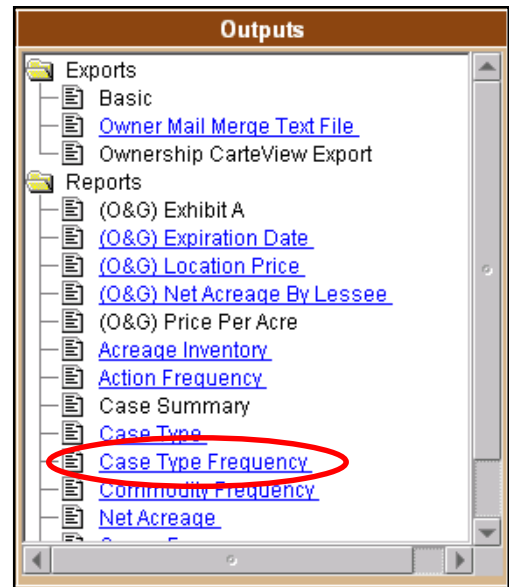 Outputs
Exports
Basic
Owner Mail Merge Text File
Ownership CarteView Export
Reports
(O&G) Exhibit A
(O&G) Expiration Date
(O&G) Location Price
(O&G) Net Acreage By Lessee
(O&G) Price Per Acre
Acreage Inventory
Action Frequency
Case Summary
Case Type
Case Type Frequency
Commodity Frequency
Net Acreage